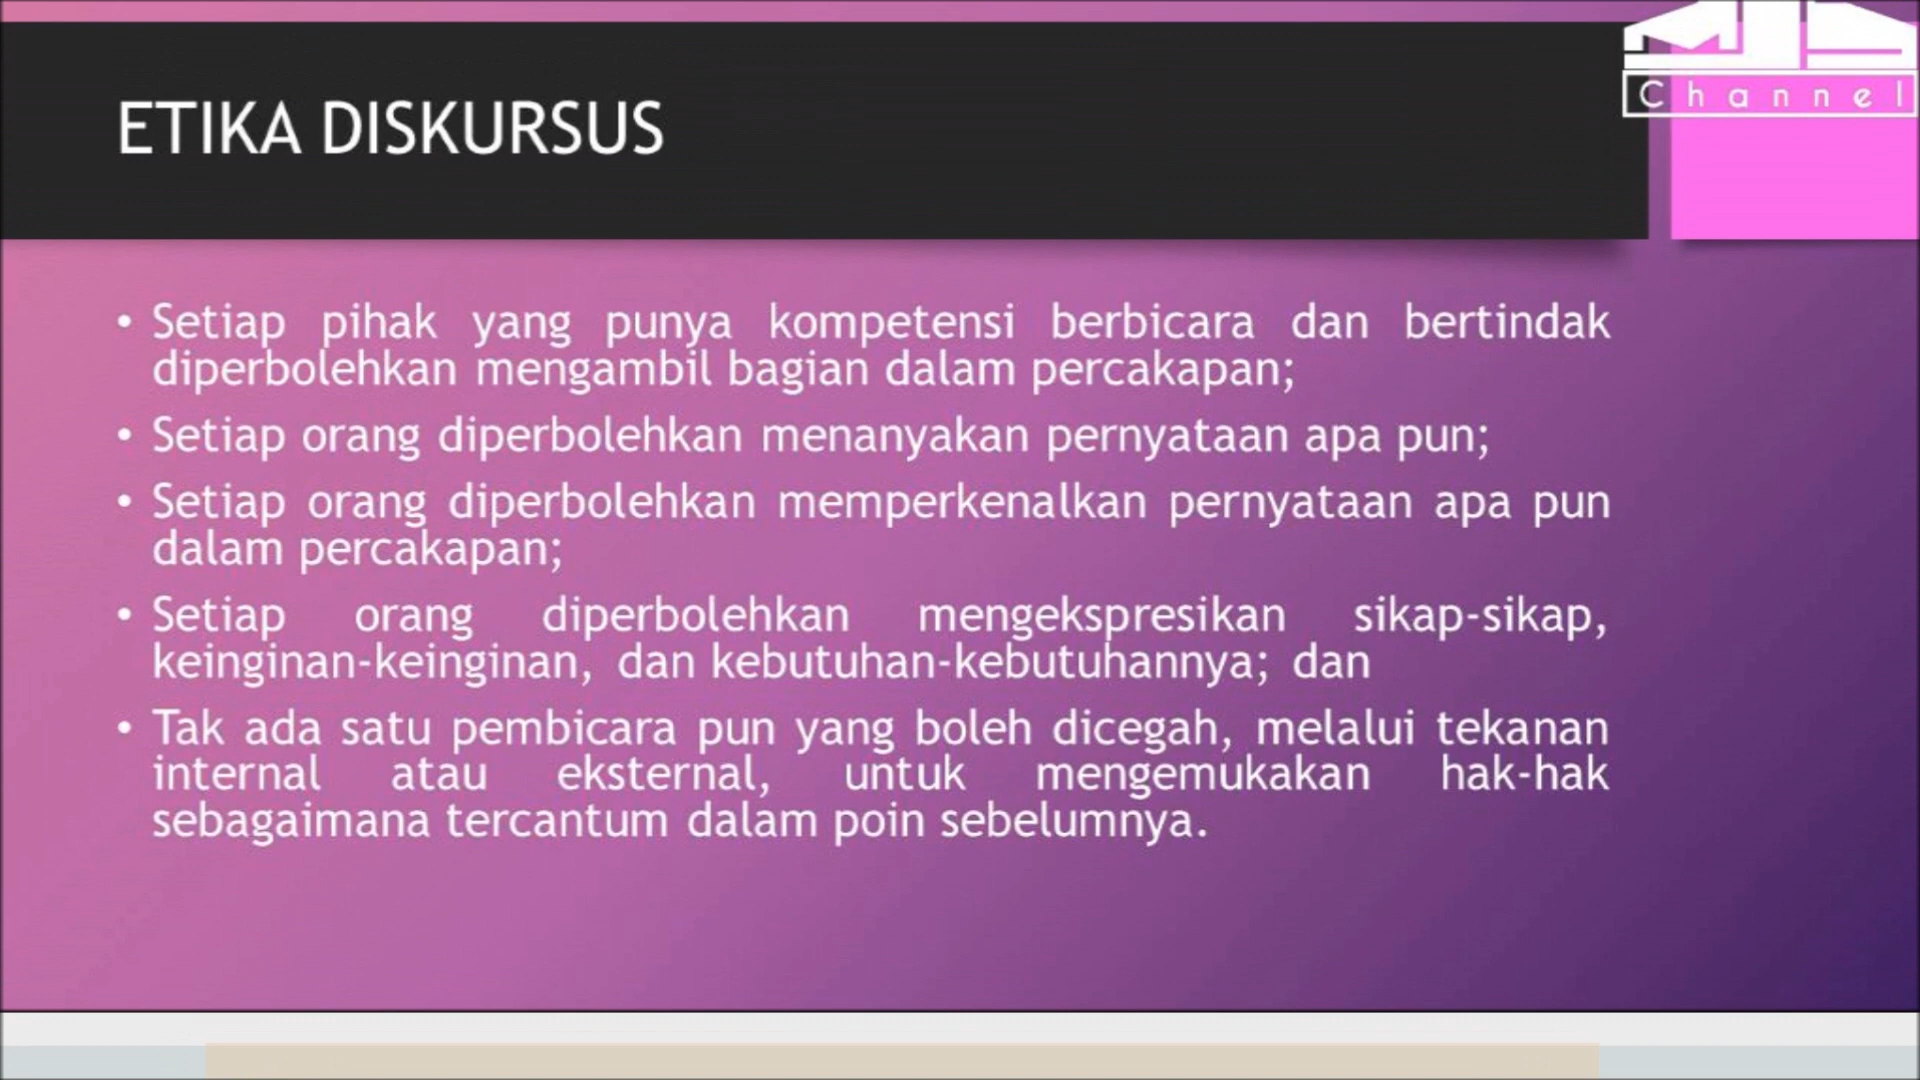 MJS
Channel
ETIKA DISKURSUS
• Setiap pihak yang punya kompetensi berbicara dan bertindak
diperbolehkan mengambil bagian dalam percakapan;
• Setiap orang diperbolehkan menanyakan pernyataan apa pun;
• Setiap orang diperbolehkan memperkenalkan pernyataan apa pun
dalam percakapan;
• Setiap orang diperbolehkan mengekspresikan sikap-sikap,
keinginan-keinginan, dan kebutuhan-kebutuhannya; dan
• Tak ada satu pembicara pun yang boleh dicegah, melalui tekanan
internal atau eksternal, untuk mengemukakan hak-hak
sebagaimana tercantum dalam poin sebelumnya.